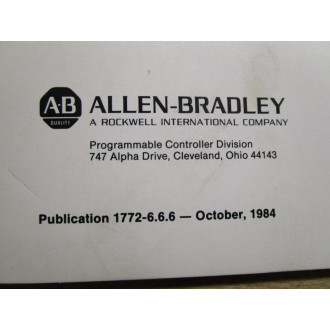 A-B
QUALITY
ALLEN-BRADLEY
A ROCKWELL INTERNATIONAL COMPANY
Programmable Controller Division
747 Alpha Drive, Cleveland, Ohio 44143
Publication 1772-6.6.6 — October, 1984